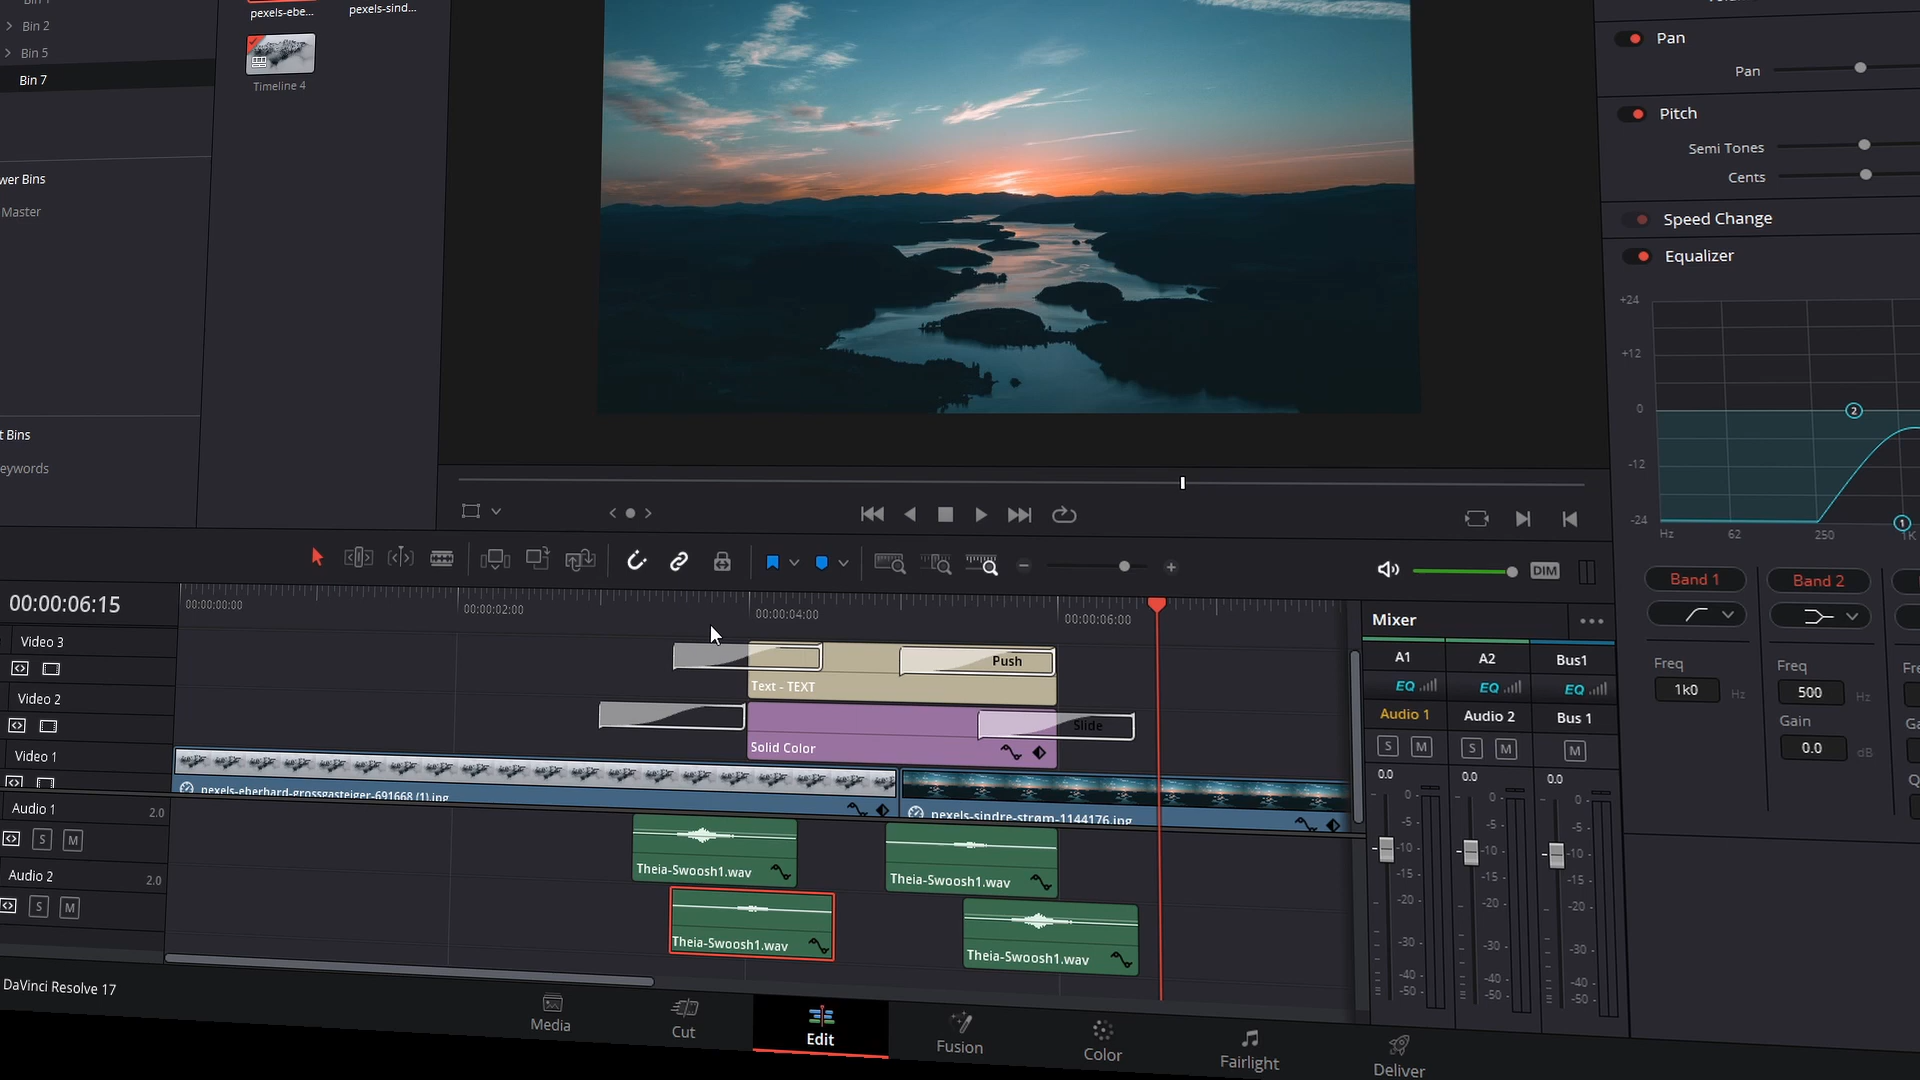 Bin 2
Bin 5
Bin 7
pexels-ebe...
pexels-sind...
Timeline 4
wer Bins
Master
t Bins
eywords
Pan
Pan
Pitch
Semi Tones
Cents
Speed Change
Equalizer
+24
+12
0
-12
-24
Hz
62
250
1K
2
1
Band 1
Band 2
Freq
1k0
Hz
Freq
500
Hz
Gain
0.0
dB
DIM
00:00:06:15
00:00:00:00
00:00:02:00
00:00:04:00
00:00:06:00
Video 3
Video 2
Video 1
Audio 1
2.0
S
M
Audio 2
2.0
S
M
Push
Text - TEXT
Slide
Solid Color
pexels-eberhard-grossgasteiger-691668 (1).jpg
pexels-sindre-strøm-1144176.jpg
Theia-Swoosh1.wav
Theia-Swoosh1.wav
Theia-Swoosh1.wav
Theia-Swoosh1.wav
Mixer
A1
A2
Bus1
EQ
EQ
EQ
Audio 1
Audio 2
Bus 1
S
M
S
M
M
0.0
0.0
0.0
0
-5
-10
-15
-20
-30
-40
-50
0
-5
-10
-15
-20
-30
-40
-50
0
-5
-10
-15
-20
-30
-40
-50
DaVinci Resolve 17
Media
Cut
Edit
Fusion
Color
Fairlight
Deliver